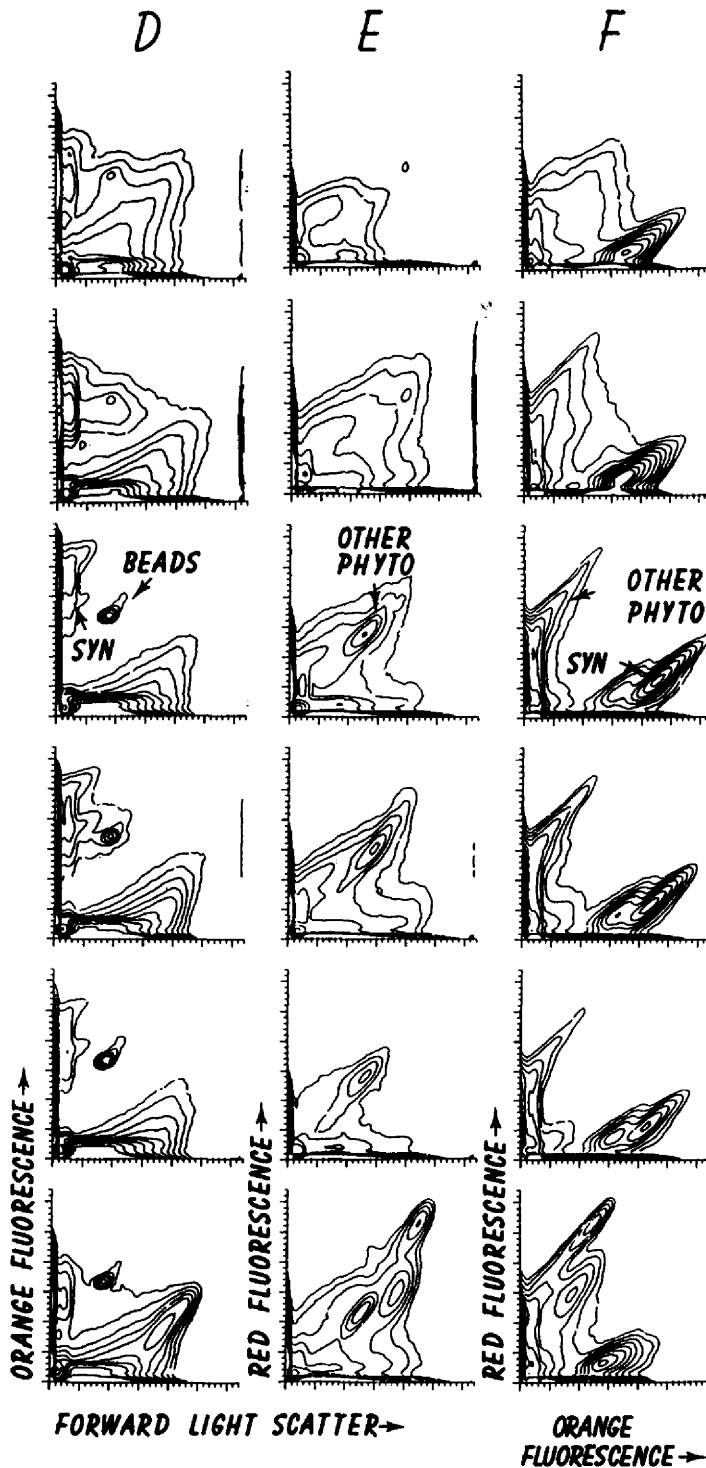 D E F
BEADS
SYN
OTHER
PHYTO
OTHER
PHYTO
SYN
ORANGE FLUORESCENCE→
RED FLUORESCENCE→
RED FLUORESCENCE→
FORWARD LIGHT SCATTER→
ORANGE
FLUORESCENCE→